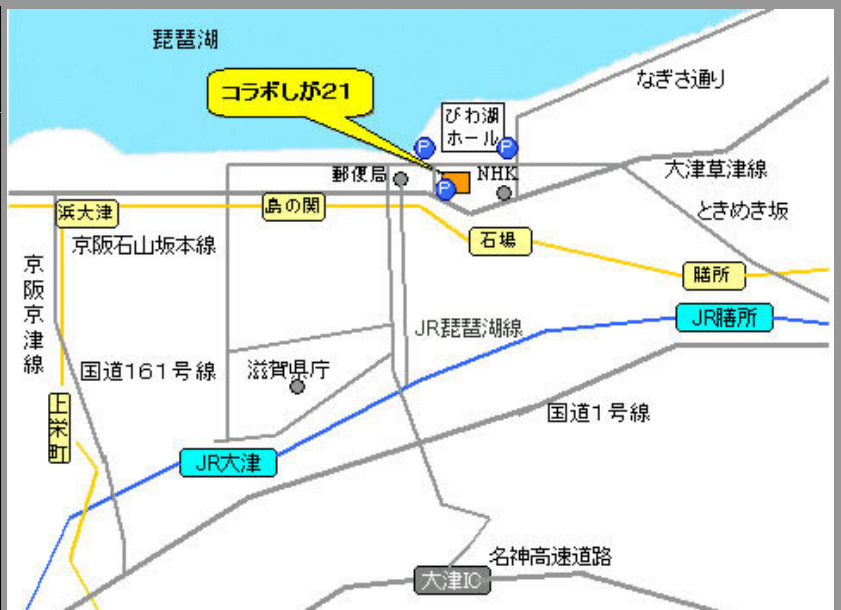 琵琶湖
コラボしが21
なぎさ通り
びわ湖
ホール
P
P
郵便局
P
NHK
大津草津線
浜大津
島の関
ときめき坂
京阪石山坂本線
石場
京阪京津線
膳所
JR琵琶湖線
JR膳所
国道161号線
滋賀県庁
上栄町
国道1号線
JR大津
名神高速道路
大津IC